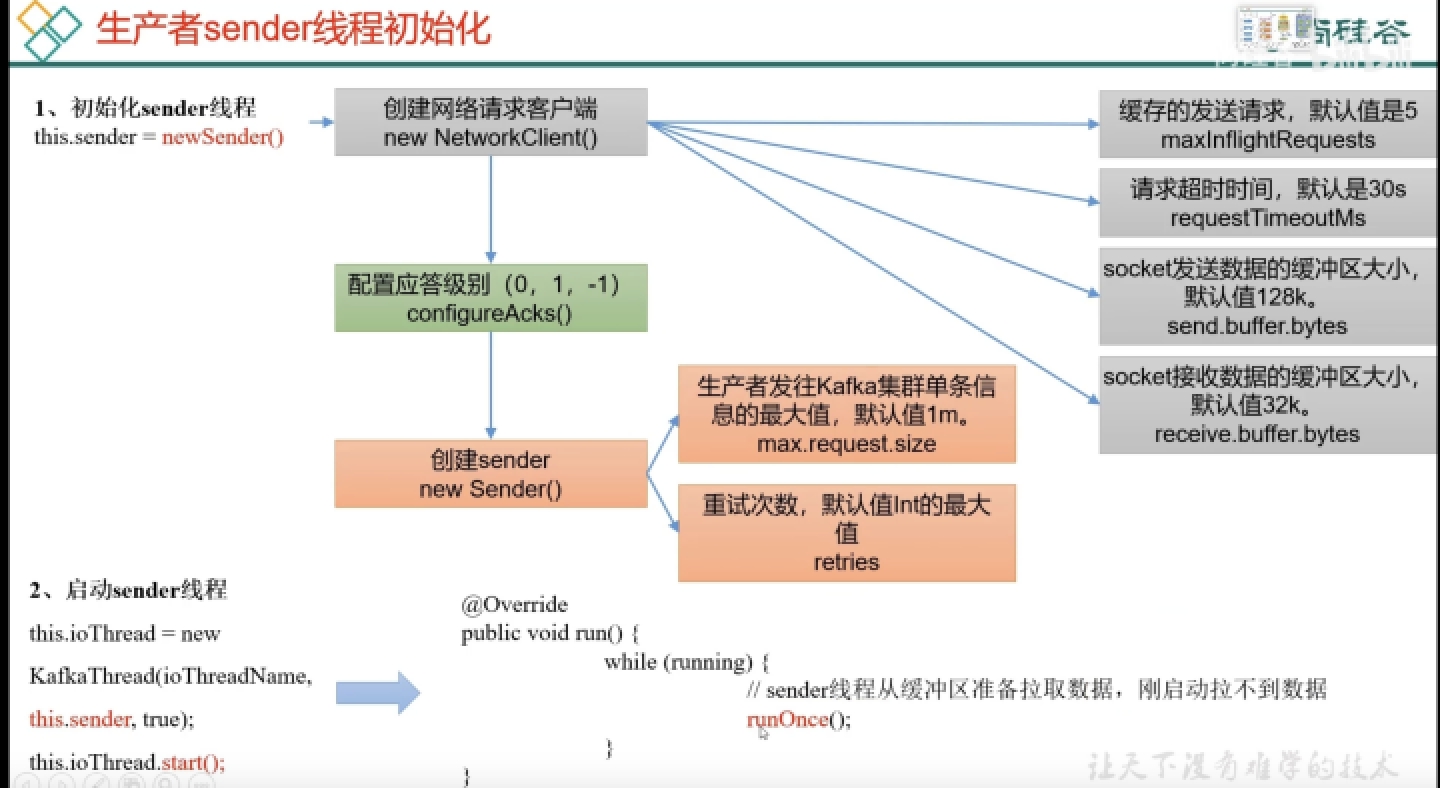 生产者sender线程初始化
尚硅谷
bilibili
1、初始化sender线程
this.sender = newSender()
创建网络请求客户端
new NetworkClient()
缓存的发送请求，默认值是5
maxInflightRequests
请求超时时间，默认是30s
requestTimeoutMs
socket发送数据的缓冲区大小，
默认值128k。
send.buffer.bytes
socket接收数据的缓冲区大小，
默认值32k。
receive.buffer.bytes
配置应答级别（0，1，-1）
configureAcks()
创建sender
new Sender()
生产者发往Kafka集群单条信
息的最大值，默认值1m。
max.request.size
重试次数，默认值Int的最大
值
retries
2、启动sender线程
this.ioThread = new
KafkaThread(ioThreadName,
this.sender, true);
this.ioThread.start();
@Override
public void run() {
while (running) {
// sender线程从缓冲区准备拉取数据，刚启动拉不到数据
runOnce();
}
}
让天下没有难学的技术